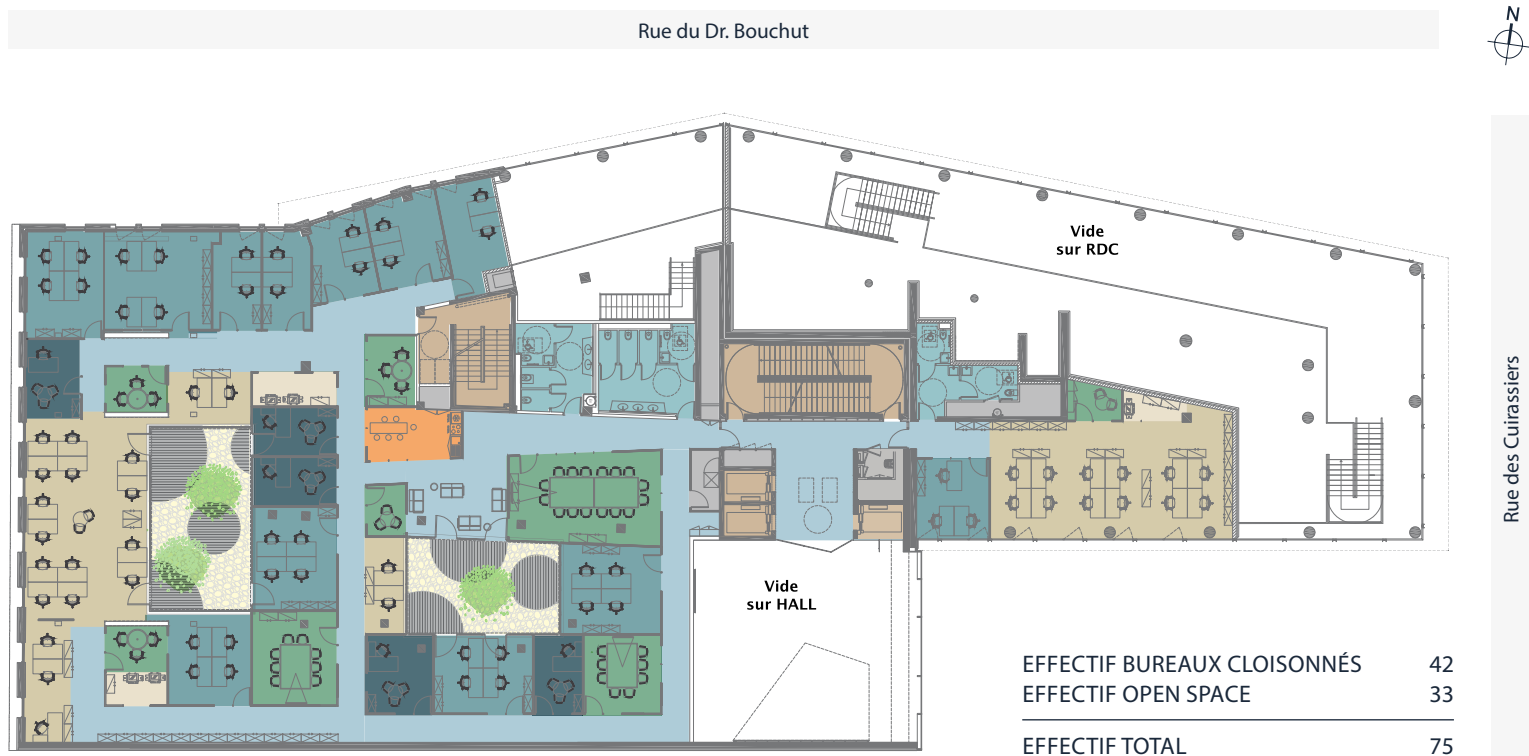 Rue du Dr. Bouchut
N
Vide
sur RDC
Rue des Cuirassiers
Vide
sur HALL
EFFECTIF BUREAUX CLOISONNÉS 42
EFFECTIF OPEN SPACE 33
EFFECTIF TOTAL 75